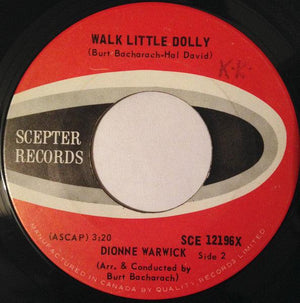 WALK LITTLE DOLLY
(Burt Bacharach-Hal David)
K-K
SCEPTER
RECORDS
(ASCAP) 3:20
SCE 12196X
Side 2
DIONNE WARWICK
(Arr. & Conducted by
Burt Bacharach)
MANUFACTURED IN CANADA BY QUALITY RECORDS LIMITED